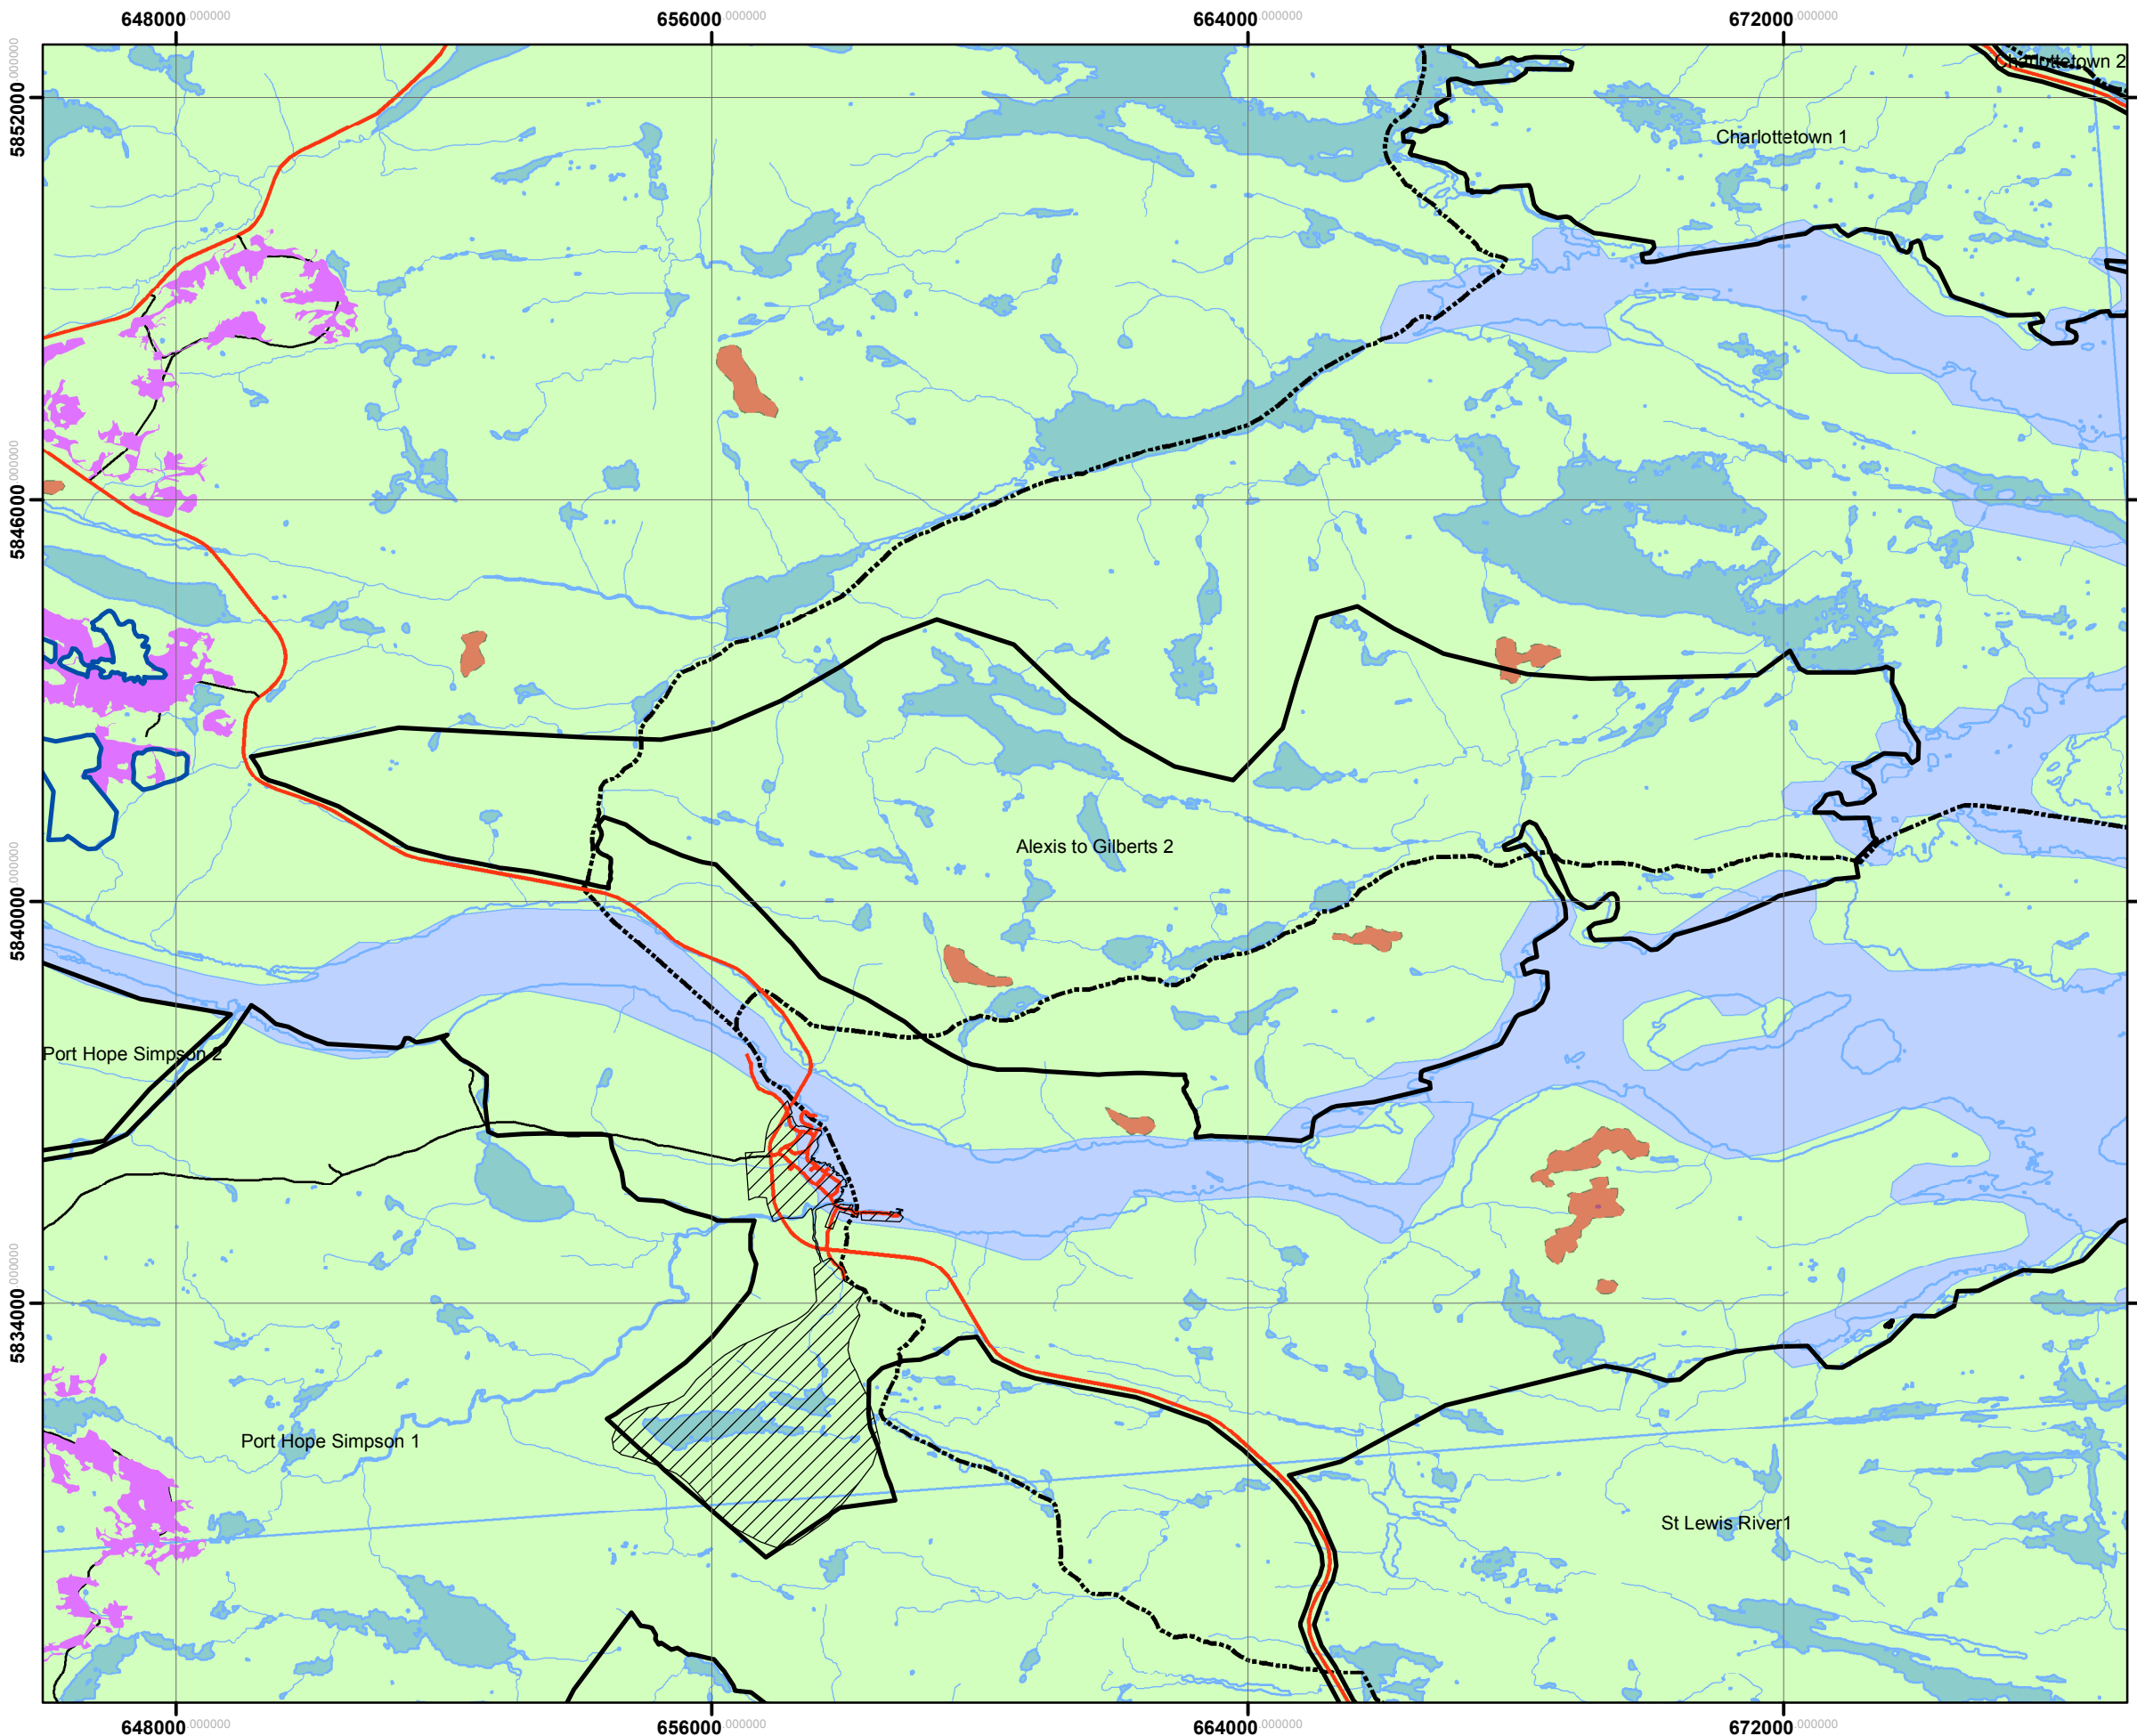 648000.000000 656000.000000 664000.000000 672000.000000
Charlottetown 2
5852000.000000
Charlottetown 1
5846000.000000
Alexis to Gilberts 2
5840000.000000
Port Hope Simpson 2
5834000.000000
Port Hope Simpson 1
St Lewis River1
648000.000000 656000.000000 664000.000000 672000.000000